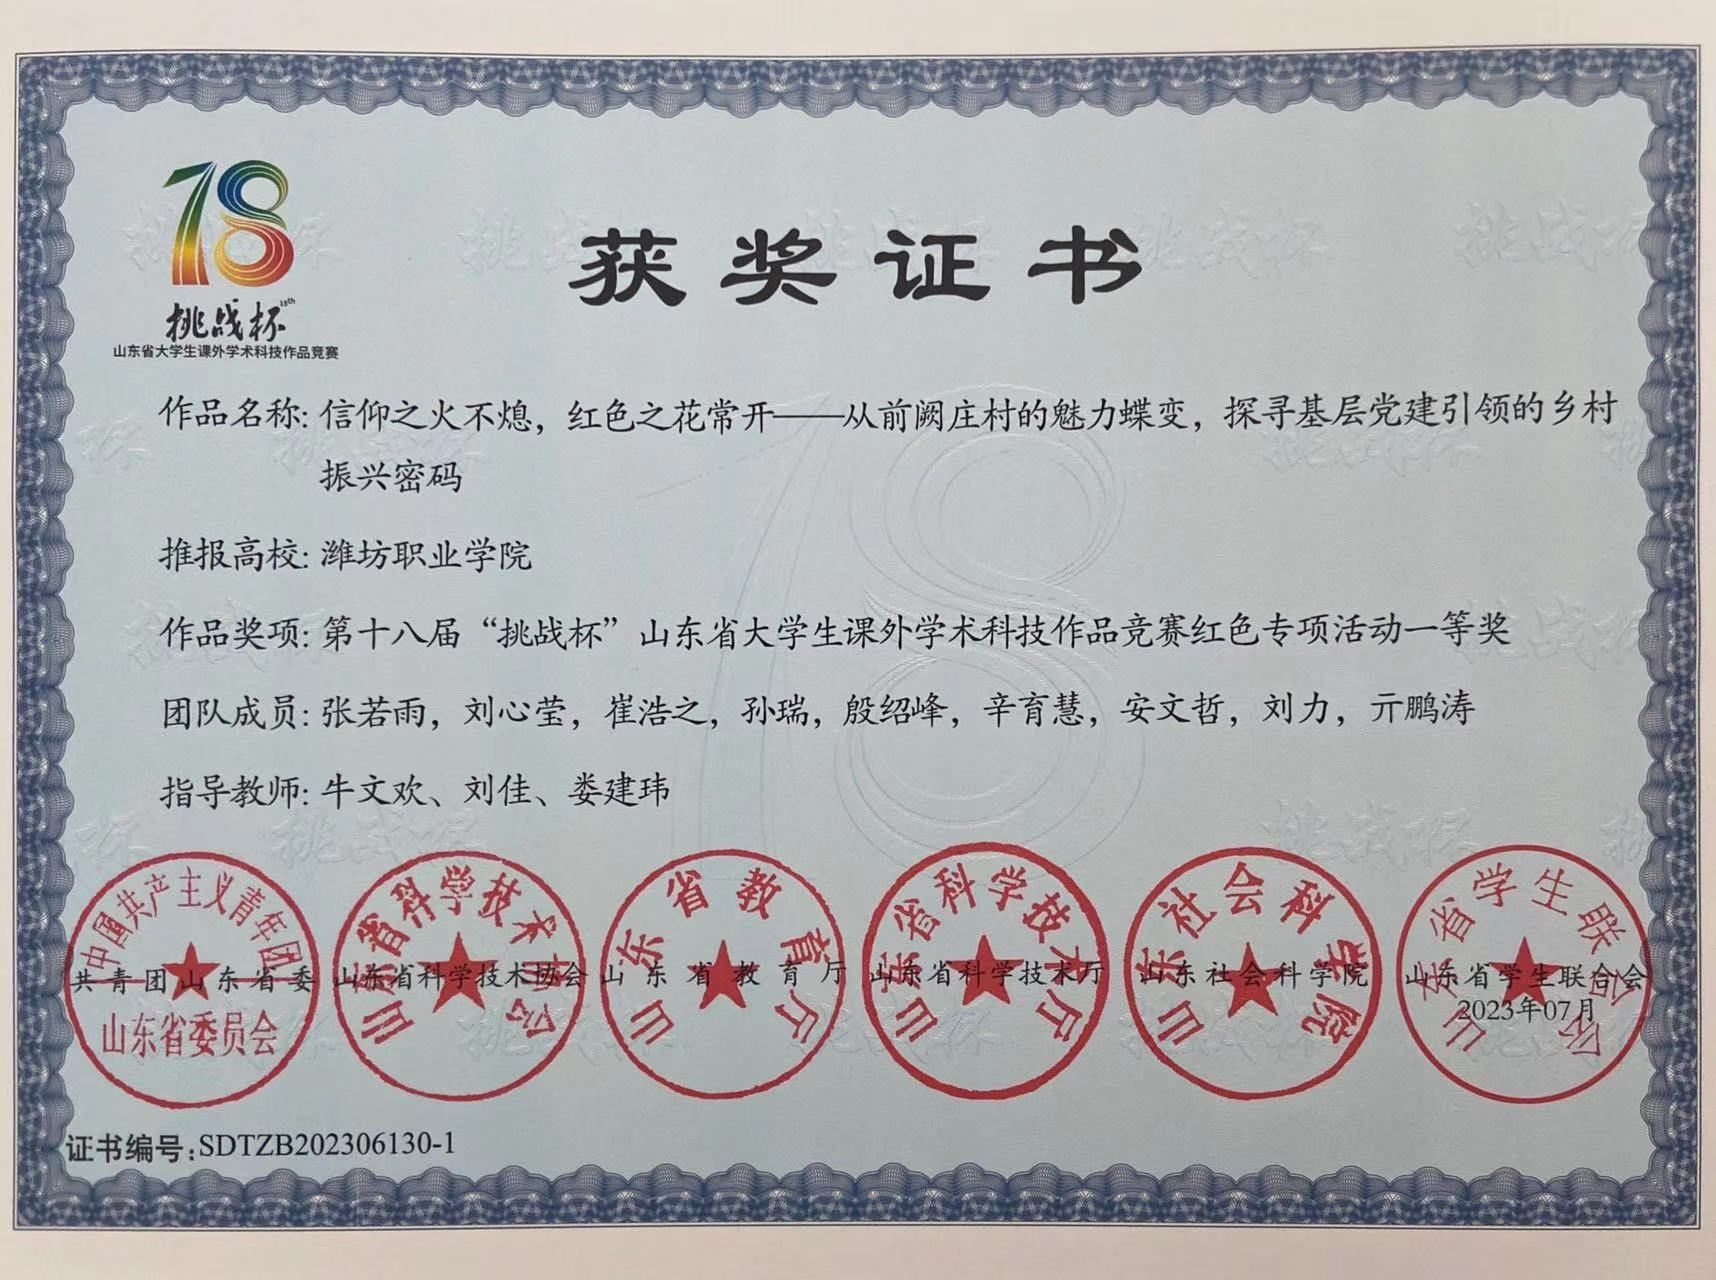 18
18th
挑战杯
山东省大学生课外学术科技作品竞赛
获奖证书
作品名称: 信仰之火不熄，红色之花常开——从前阙庄村的魅力蝶变，探寻基层党建引领的乡村
振兴密码
推报高校: 潍坊职业学院
作品奖项: 第十八届“挑战杯”山东省大学生课外学术科技作品竞赛红色专项活动一等奖
团队成员: 张若雨，刘心莹，崔浩之，孙瑞，殷绍峰，辛育慧，安文哲，刘力，亓鹏涛
指导教师: 牛文欢、刘佳、娄建玮
中國共产主义青年团
山东省委员会
山东省科学技术协会
山东省教育厅
山东省科学技术厅
山东社会科学院
山东省学生联合会
共青团山东省委 山东省科学技术协会 山东省教育厅 山东省科学技术厅 山东社会科学院 山东省学生联合会
2023年07月
证书编号:SDTZB202306130-1